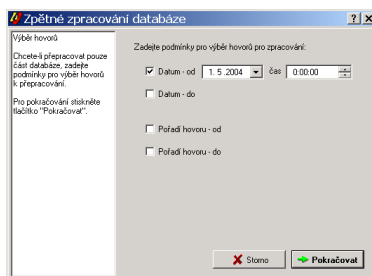 Zpětné zpracování databáze
Výběr hovorů
Chcete-li přepracovat pouze
část databáze, zadejte
podmínky pro výběr hovorů
k přepracování.
Pro pokračování stiskněte
tlačítko "Pokračovat".
Zadejte podmínky pro výběr hovorů pro zpracování:
Datum - od 1. 5 .2004 čas 0:00:00
Datum - do
Pořadí hovoru - od
Pořadí hovoru - do
Storno Pokračovat